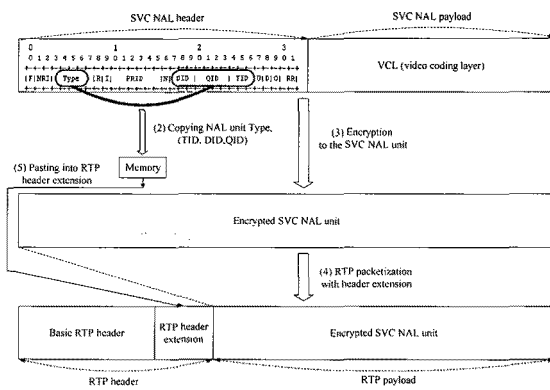 SVC NAL header
SVC NAL payload
0 1 2 3
0 1 2 3 4 5 6 7 8 9 0 1 2 3 4 5 6 7 8 9 0 1 2 3 4 5 6 7 8 9 0 1
|F|NRI| Type |R|I| PRID |N| DID | QID | TID |U|D|O| RR|
VCL (video coding layer)
(2) Copying NAL unit Type,
(TID, DID,QID)
(3) Encryption
to the SVC NAL unit
(5) Pasting into RTP
header extension
Memory
Encrypted SVC NAL unit
(4) RTP packetization
with header extension
Basic RTP header
RTP header
extension
Encrypted SVC NAL unit
RTP header
RTP payload